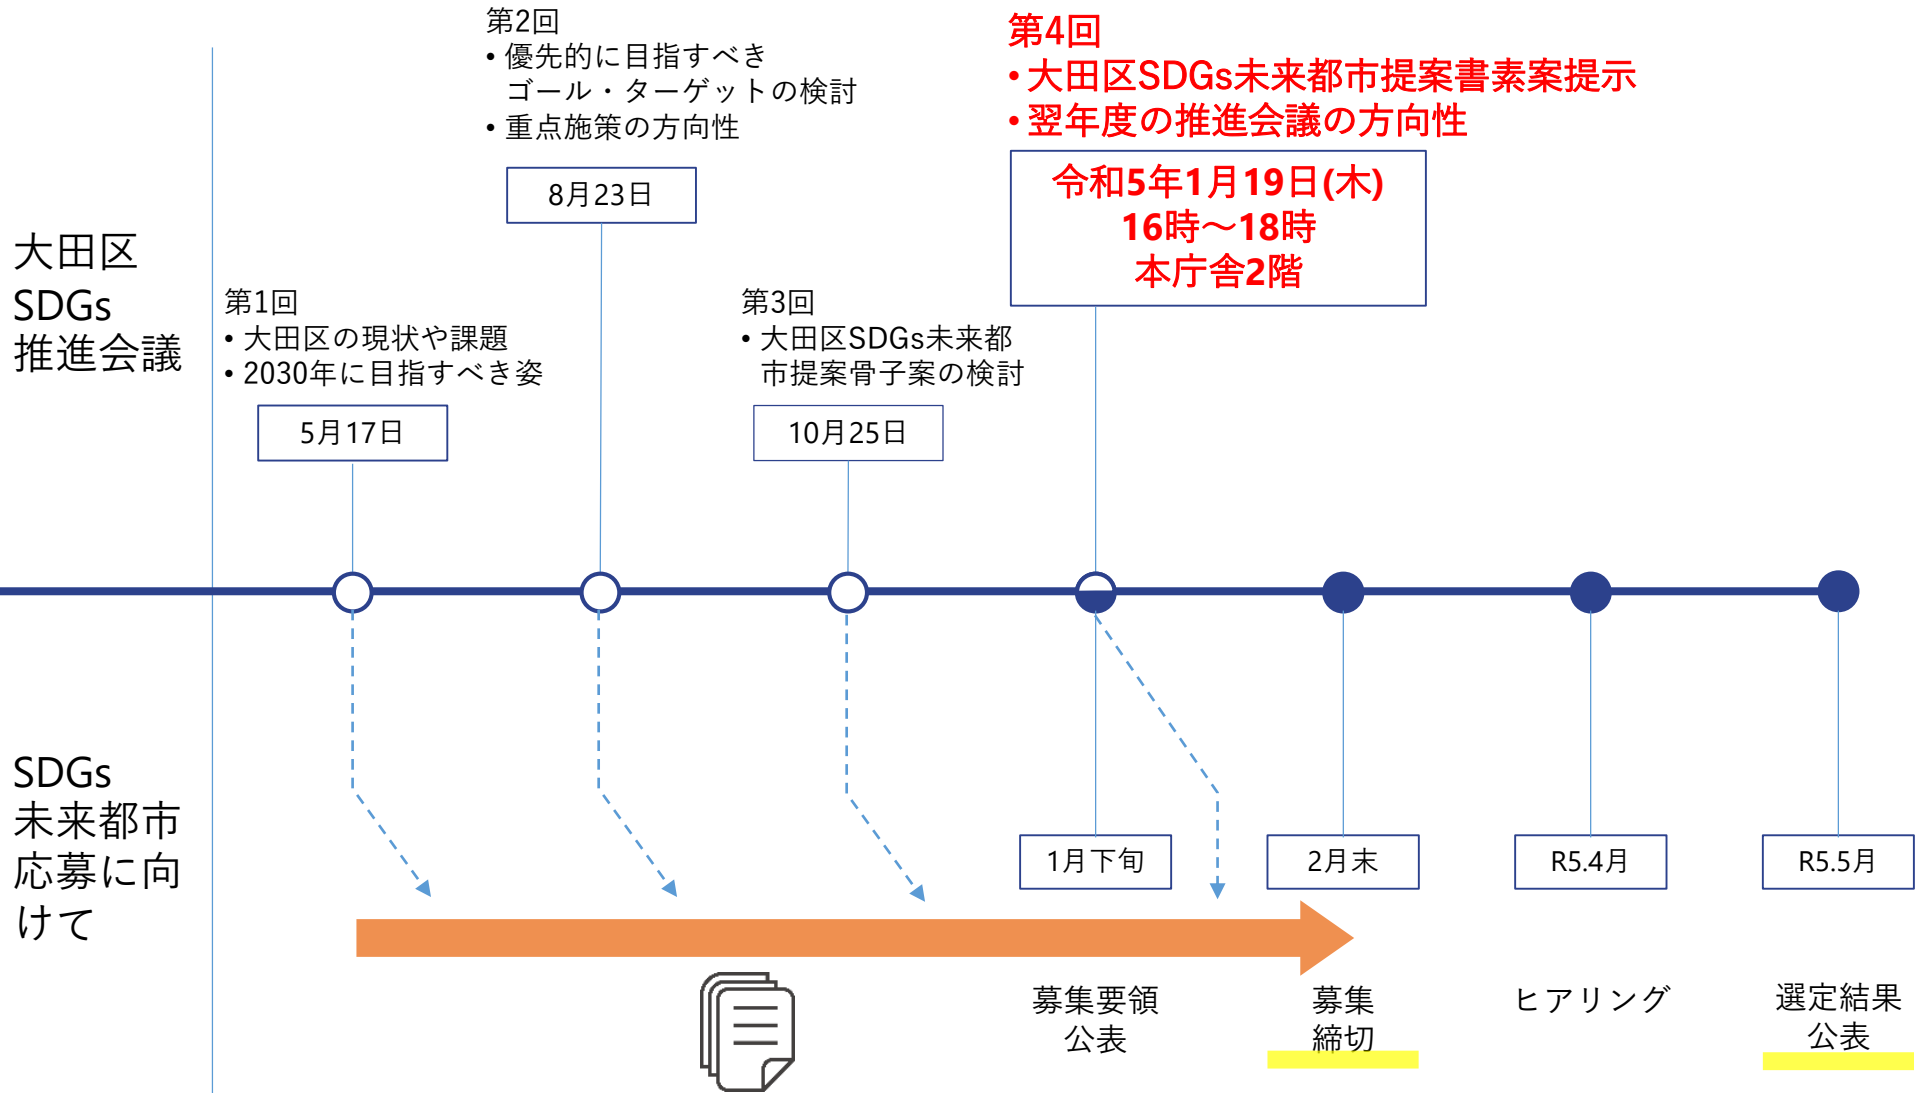 大田区
SDGs
推進会議
第1回
• 大田区の現状や課題
• 2030年に目指すべき姿
5月17日
第2回
• 優先的に目指すべき
ゴール・ターゲットの検討
• 重点施策の方向性
8月23日
第3回
• 大田区SDGs未来都
市提案骨子案の検討
10月25日
第4回
• 大田区SDGs未来都市提案書素案提示
• 翌年度の推進会議の方向性
令和5年1月19日(木)
16時～18時
本庁舎2階
SDGs
未来都市
応募に向
けて
1月下旬
募集要領
公表
2月末
募集
締切
R5.4月
ヒアリング
R5.5月
選定結果
公表